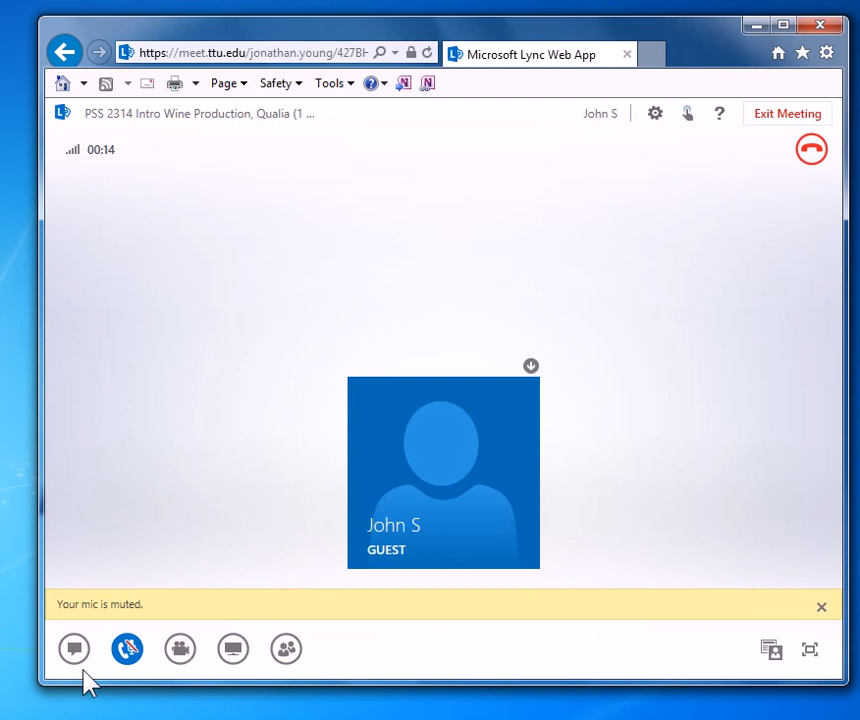 https://meet.ttu.edu/jonathan.young/427BH
Microsoft Lync Web App
Page
Safety
Tools
PSS 2314 Intro Wine Production, Qualia (1 ...
John S
?
Exit Meeting
00:14
John S
GUEST
Your mic is muted.